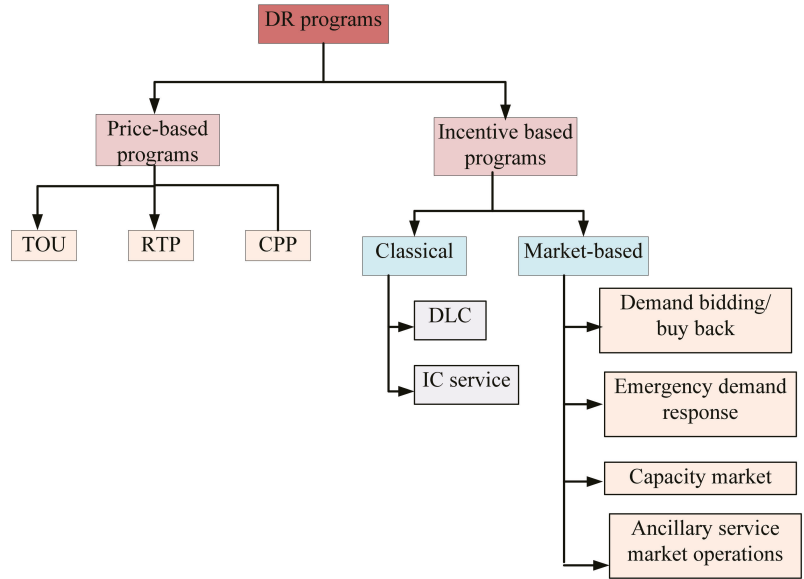 DR programs
Price-based
programs
Incentive based
programs
TOU
RTP
CPP
Classical
Market-based
DLC
IC service
Demand bidding/
buy back
Emergency demand
response
Capacity market
Ancillary service
market operations